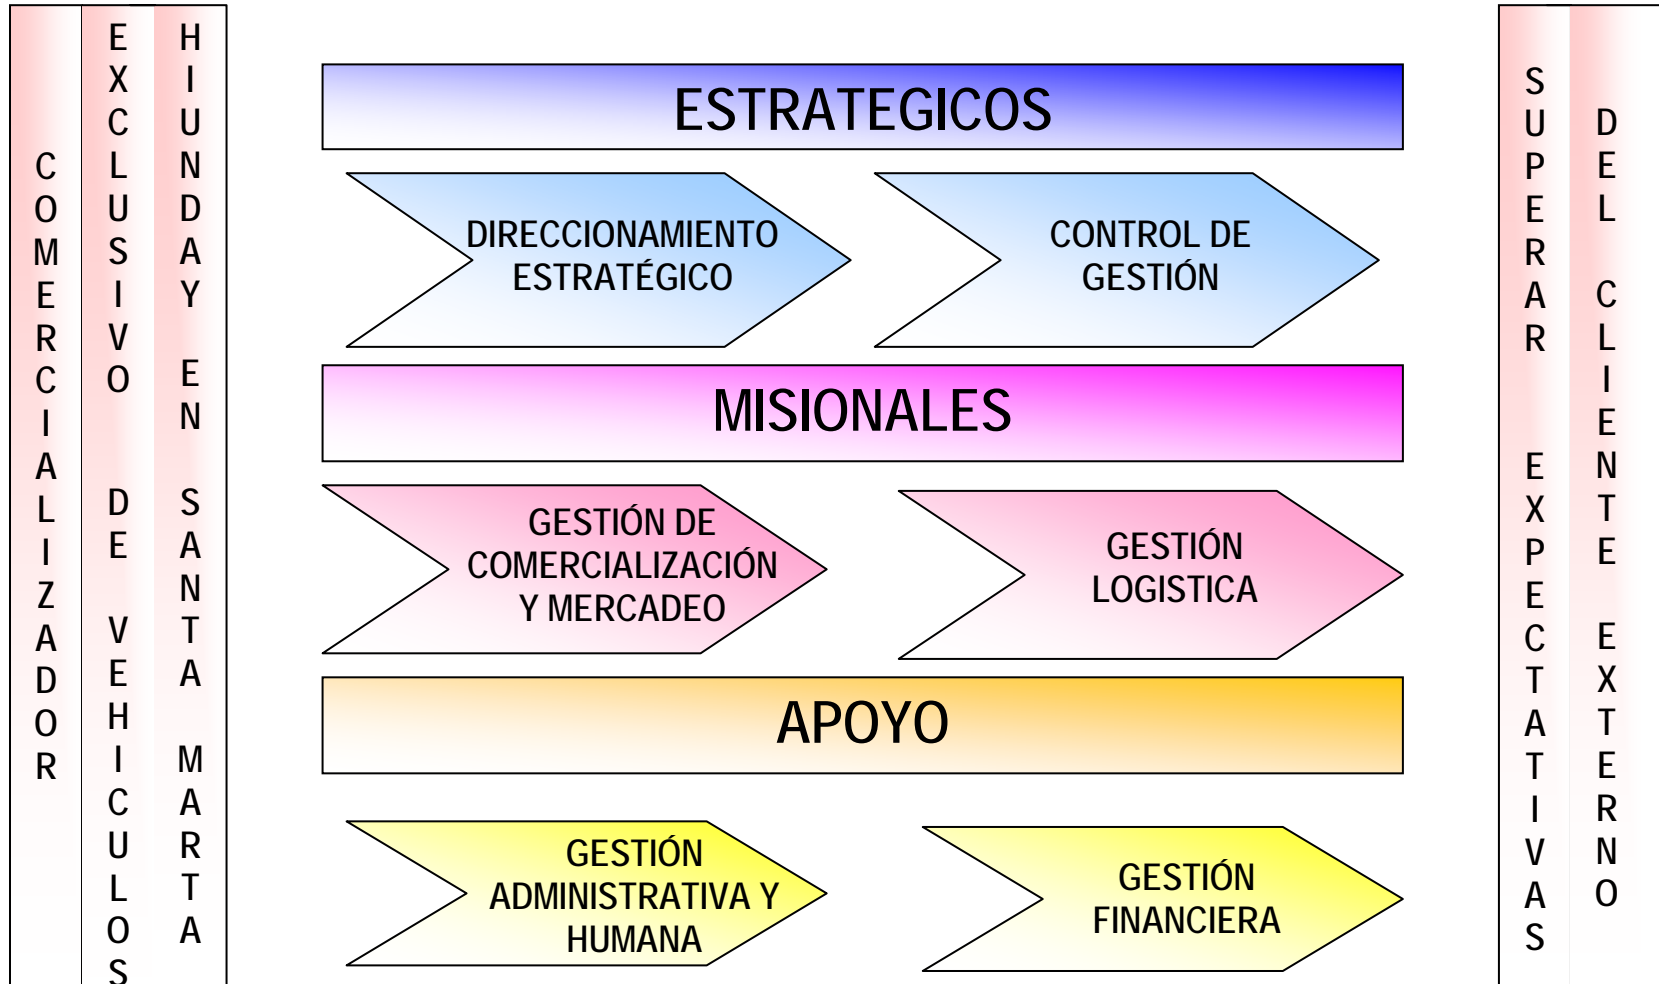 COMERCIALIZADOR
EXCLUSIVO DE VEHICULOS
HIUNDAY EN SANTA MARTA
ESTRATEGICOS
DIRECCIONAMIENTO
ESTRATÉGICO
CONTROL DE
GESTIÓN
MISIONALES
GESTIÓN DE
COMERCIALIZACIÓN
Y MERCADEO
GESTIÓN
LOGISTICA
APOYO
GESTIÓN
ADMINISTRATIVA Y
HUMANA
GESTIÓN
FINANCIERA
SUPERAR EXPECTATIVAS
DEL CLIENTE EXTERNO